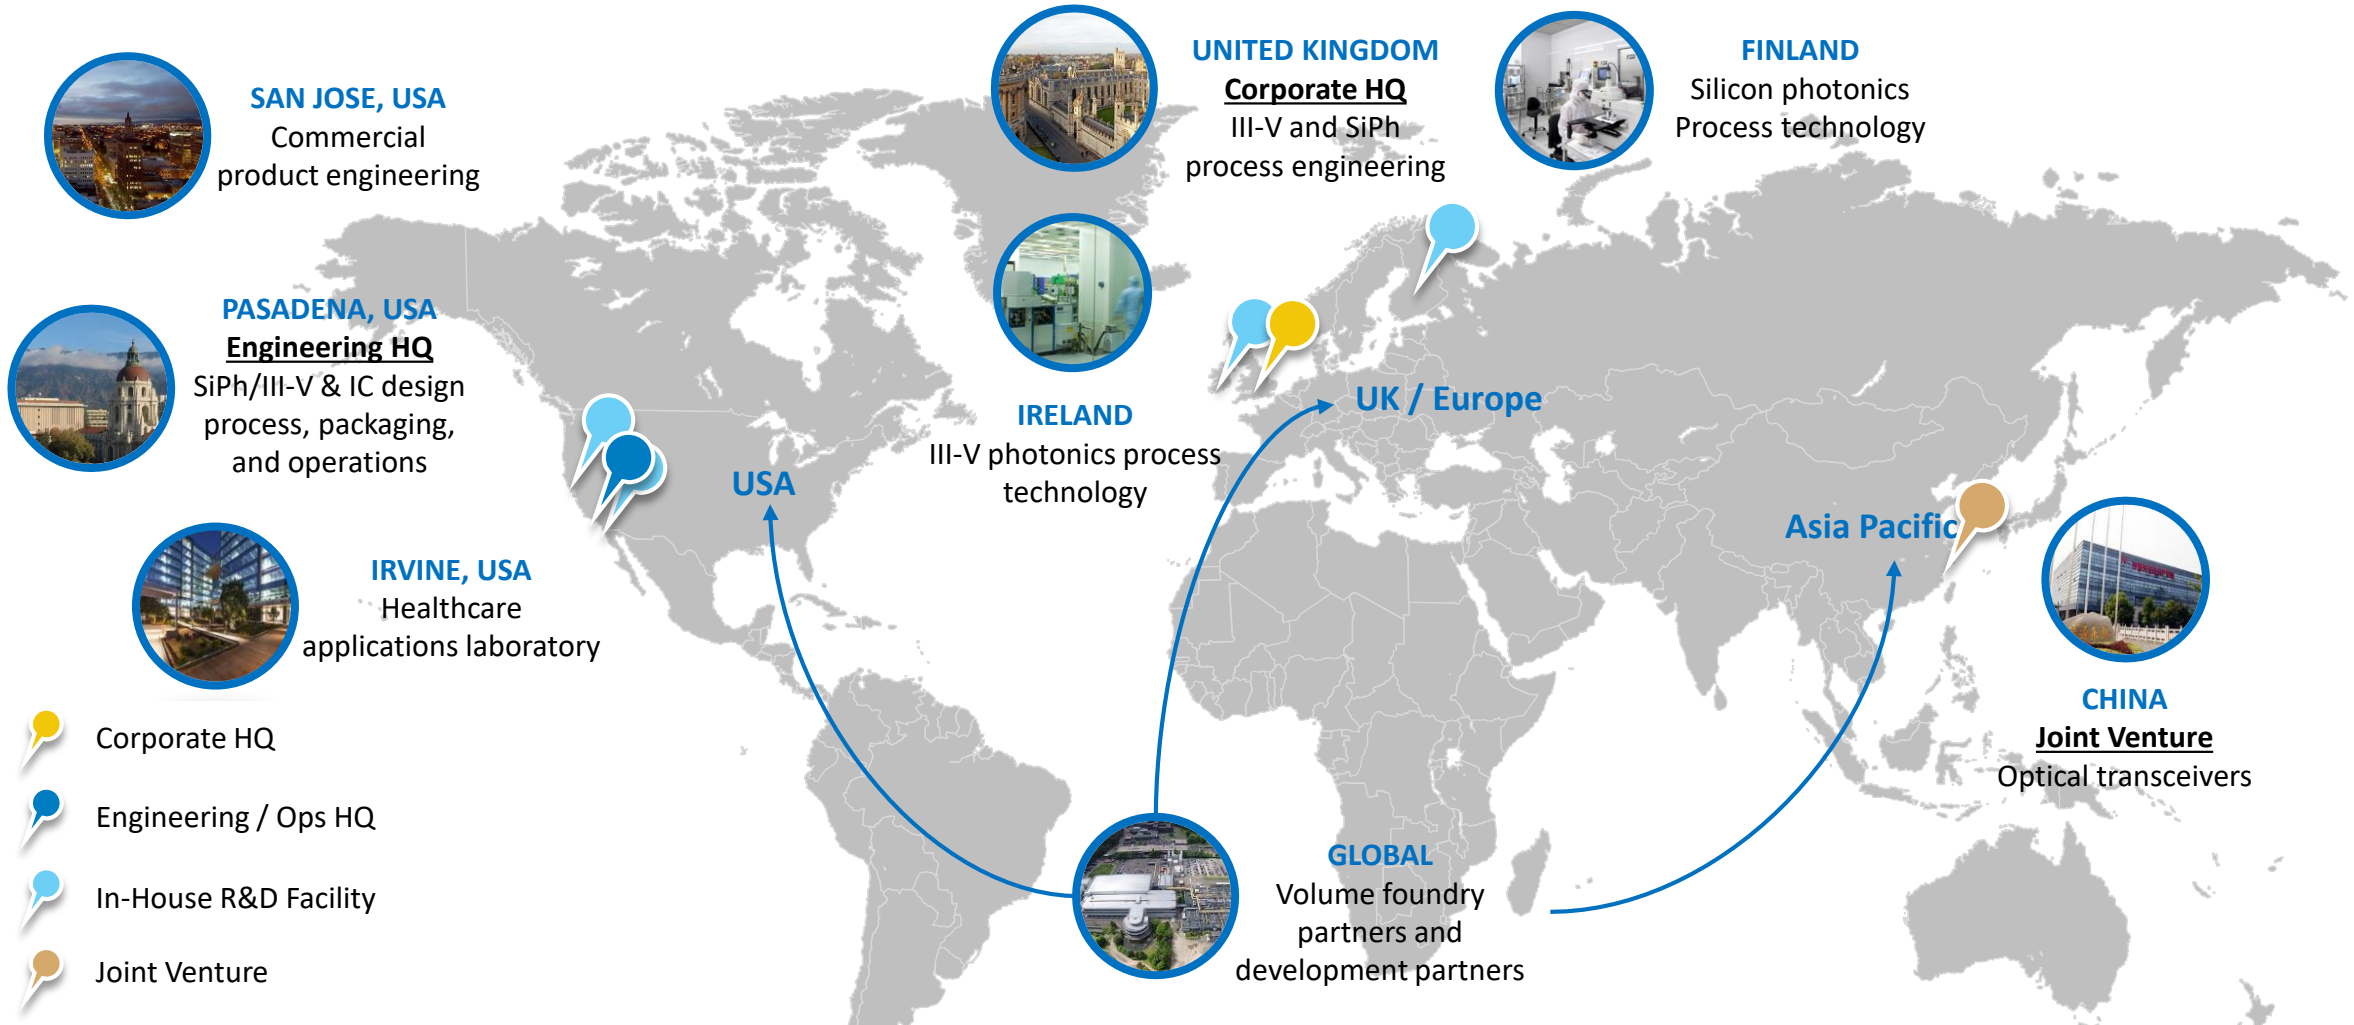 SAN JOSE, USA
Commercial
product engineering
UNITED KINGDOM
Corporate HQ
III-V and SiPh
process engineering
FINLAND
Silicon photonics
Process technology
PASADENA, USA
Engineering HQ
SiPh/III-V & IC design
process, packaging,
and operations
IRELAND
III-V photonics process
technology
USA
UK / Europe
Asia Pacific
IRVINE, USA
Healthcare
applications laboratory
CHINA
Joint Venture
Optical transceivers
GLOBAL
Volume foundry
partners and
development partners
Corporate HQ
Engineering / Ops HQ
In-House R&D Facility
Joint Venture